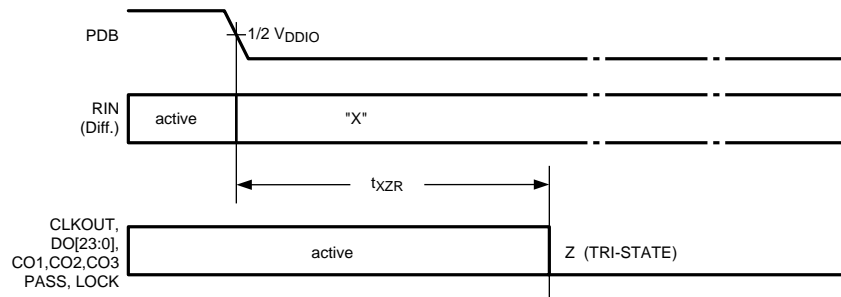 PDB
1/2 VDDIO
RIN
(Diff.)
active
"X"
tXZR
CLKOUT,
DO[23:0],
CO1,CO2,CO3
PASS, LOCK
active
Z (TRI-STATE)